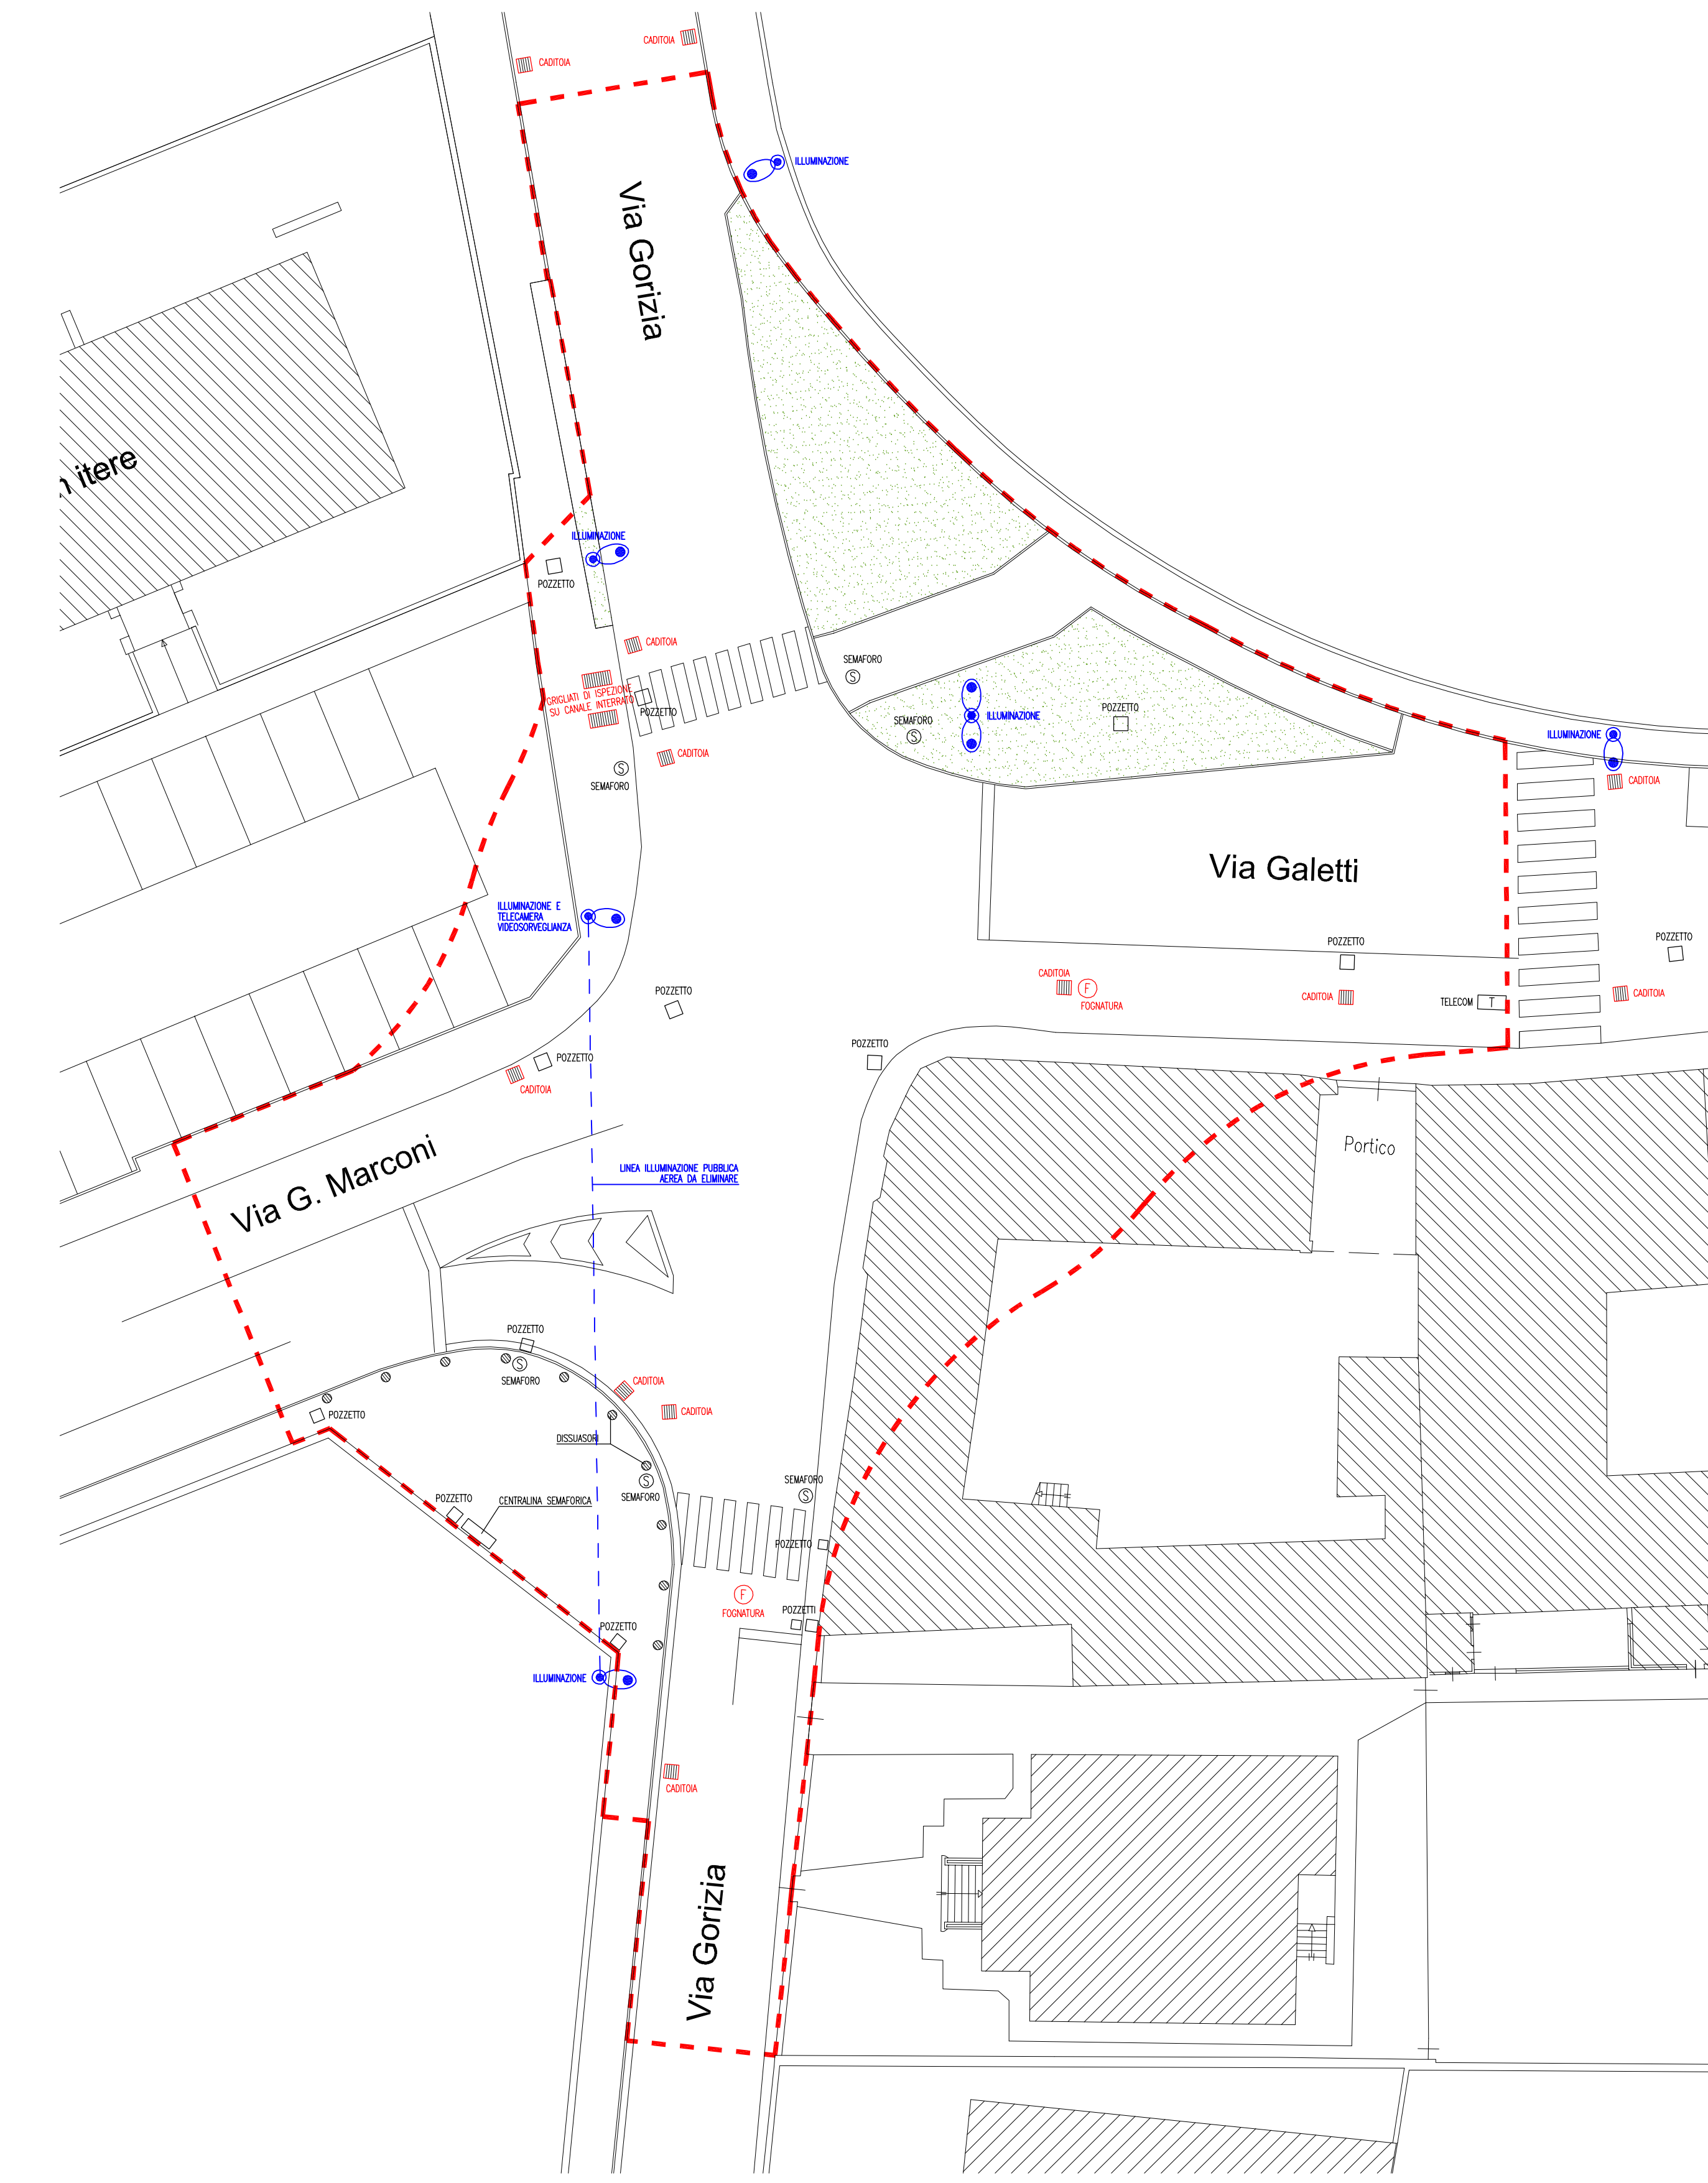 CADITOIA
CADITOIA
ILLUMINAZIONE
Via Gorizia
itere
ILLUMINAZIONE
POZZETTO
CADITOIA
SEMAFORO
S
GRIGLIATI DI ISPEZIONE
SU CANALE INTERRATO
POZZETTO
POZZETTO
SEMAFORO
S
ILLUMINAZIONE
ILLUMINAZIONE
CADITOIA
CADITOIA
S
SEMAFORO
Via Galetti
ILLUMINAZIONE E
TELECAMERA
VIDEOSORVEGLIANZA
POZZETTO
POZZETTO
CADITOIA
F
FOGNATURA
CADITOIA
TELECOM
T
CADITOIA
POZZETTO
POZZETTO
POZZETTO
CADITOIA
Portico
Via G. Marconi
LINEA ILLUMINAZIONE PUBBLICA
AEREA DA ELIMINARE
POZZETTO
S
SEMAFORO
CADITOIA
CADITOIA
POZZETTO
DISSUASORI
S
SEMAFORO
SEMAFORO
S
POZZETTO
CENTRALINA SEMAFORICA
POZZETTO
F
FOGNATURA
POZZETTI
POZZETTO
ILLUMINAZIONE
CADITOIA
Via Gorizia